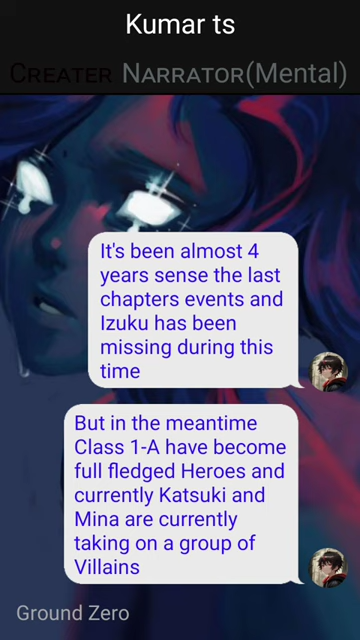 Kumar ts
Creater Narrator(Mental)
It's been almost 4
years sense the last
chapters events and
Izuku has been
missing during this
time
But in the meantime
Class 1-A have become
full fledged Heroes and
currently Katsuki and
Mina are currently
taking on a group of
Villains
Ground Zero